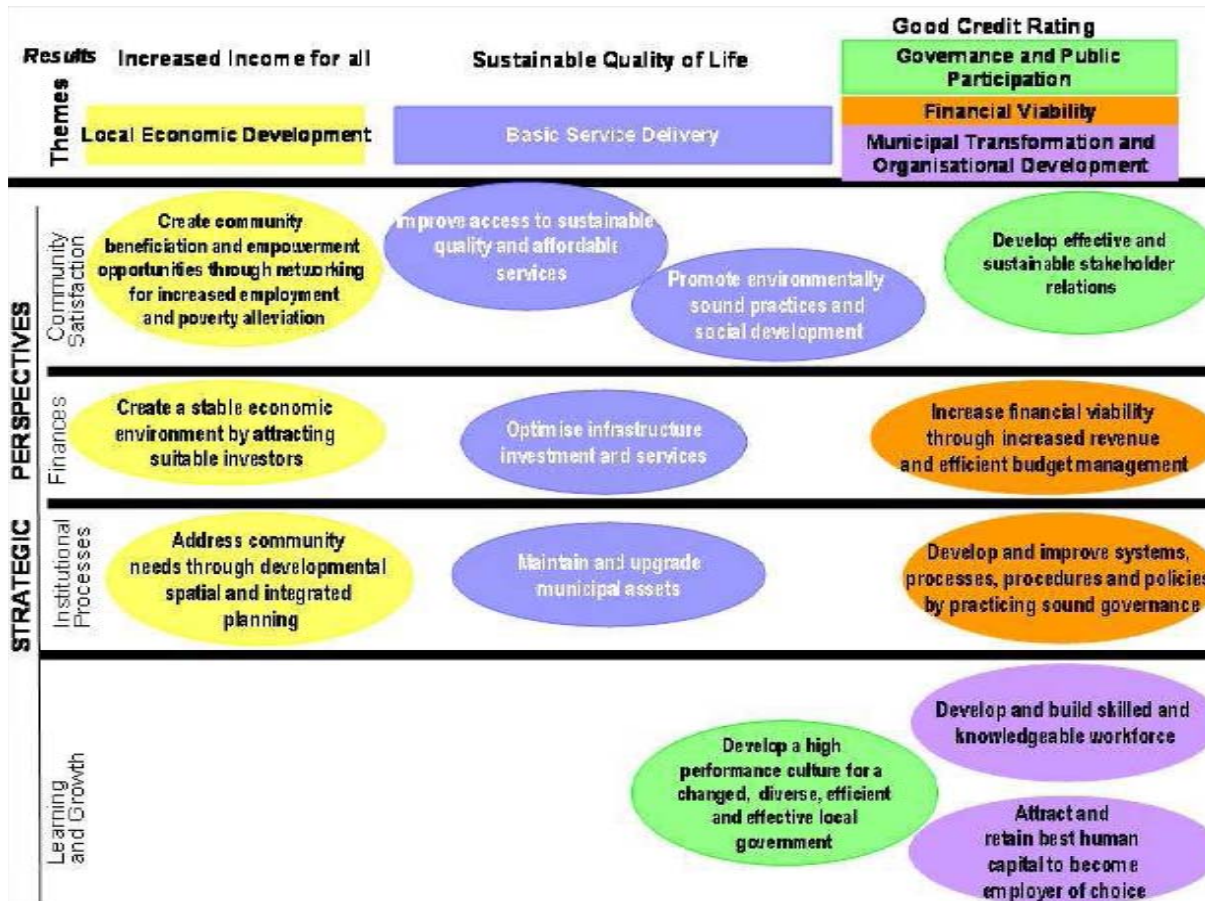 Good Credit Rating
Results Increased Income for all Sustainable Quality of Life
Governance and Public
Participation
Themes
Local Economic Development
Basic Service Delivery
Financial Viability
Municipal Transformation and
Organisational Development
STRATEGIC PERSPECTIVES
Community
Satisfaction
Create community
beneficiation and empowerment
opportunities through networking
for increased employment
and poverty alleviation
Improve access to sustainable
quality and affordable
services
Promote environmentally
sound practices and
social development
Develop effective and
sustainable stakeholder
relations
Finances
Create a stable economic
environment by attracting
suitable investors
Optimise infrastructure
investment and services
Increase financial viability
through increased revenue
and efficient budget management
Institutional
Processes
Address community
needs through developmental
spatial and integrated
planning
Maintain and upgrade
municipal assets
Develop and improve systems,
processes, procedures and policies
by practicing sound governance
Learning
and Growth
Develop a high
performance culture for a
changed, diverse, efficient
and effective local
government
Develop and build skilled and
knowledgeable workforce
Attract and
retain best human
capital to become
employer of choice